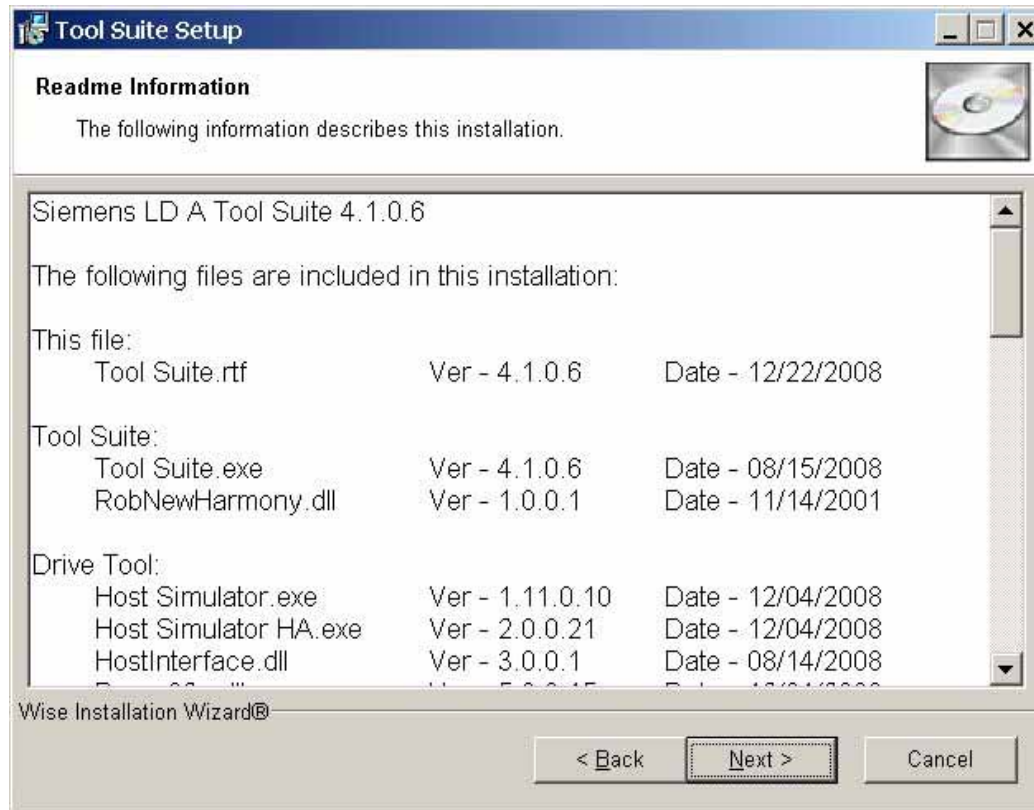 Tool Suite Setup
Readme Information
The following information describes this installation.
Siemens LD A Tool Suite 4.1.0.6
The following files are included in this installation:
This file:
Tool Suite.rtf Ver - 4.1.0.6 Date - 12/22/2008
Tool Suite:
Tool Suite.exe Ver - 4.1.0.6 Date - 08/15/2008
RobNewHarmony.dll Ver - 1.0.0.1 Date - 11/14/2001
Drive Tool:
Host Simulator.exe Ver - 1.11.0.10 Date - 12/04/2008
Host Simulator HA.exe Ver - 2.0.0.21 Date - 12/04/2008
HostInterface.dll Ver - 3.0.0.1 Date - 08/14/2008
Wise Installation Wizard®
< Back Next > Cancel